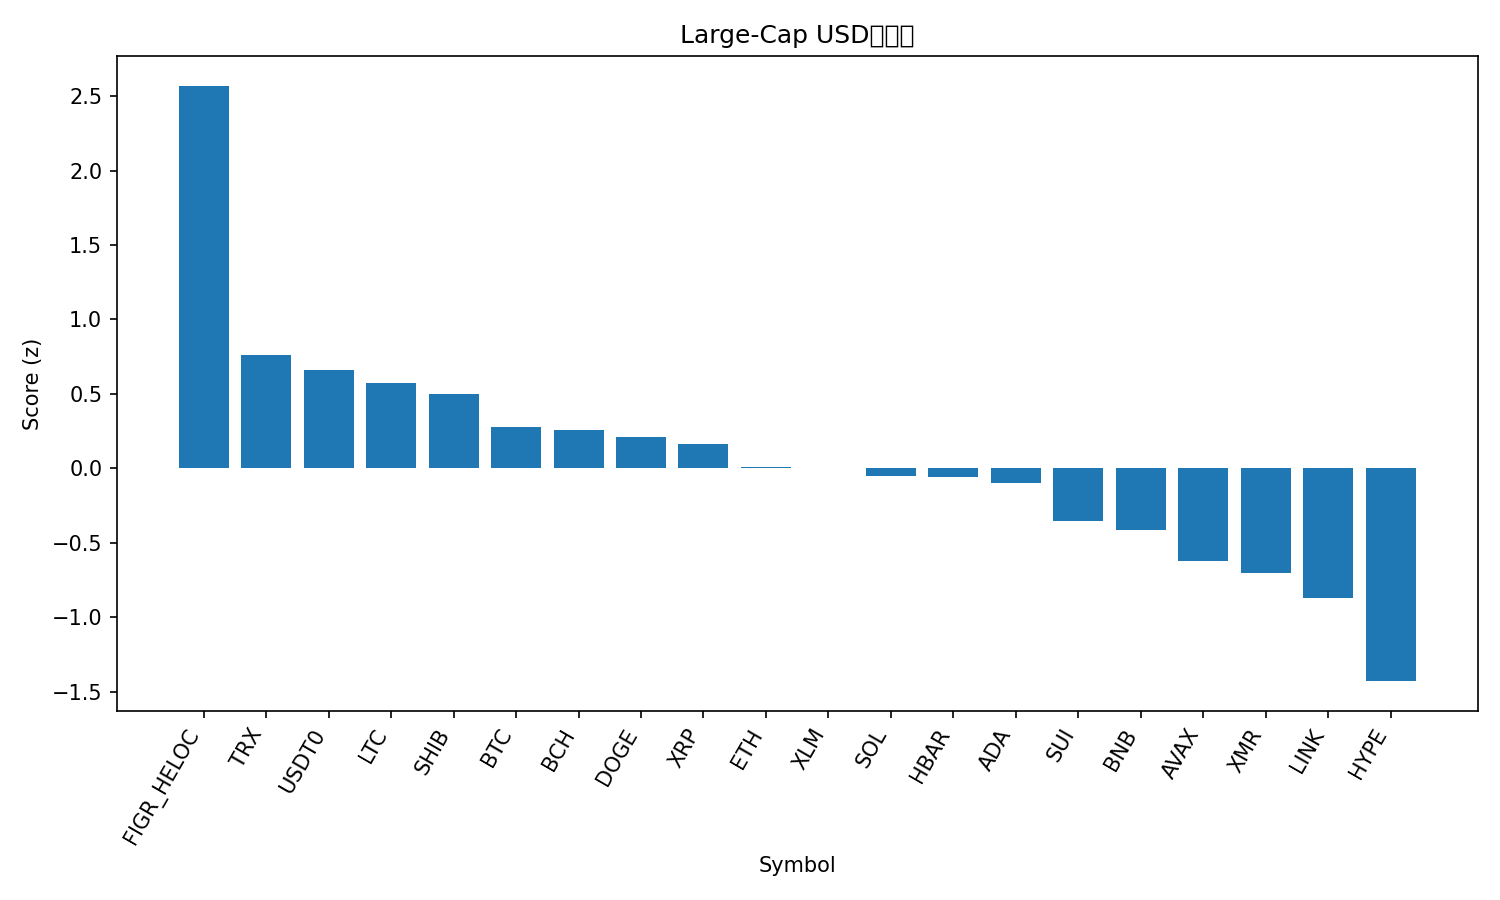 Large-Cap USD
Score (z)
2.5
2.0
1.5
1.0
0.5
0.0
−0.5
−1.0
−1.5
FIGR_HELOC
TRX
USDT0
LTC
SHIB
BTC
BCH
DOGE
XRP
ETH
XLM
SOL
HBAR
ADA
SUI
BNB
AVAX
XMR
LINK
HYPE
Symbol